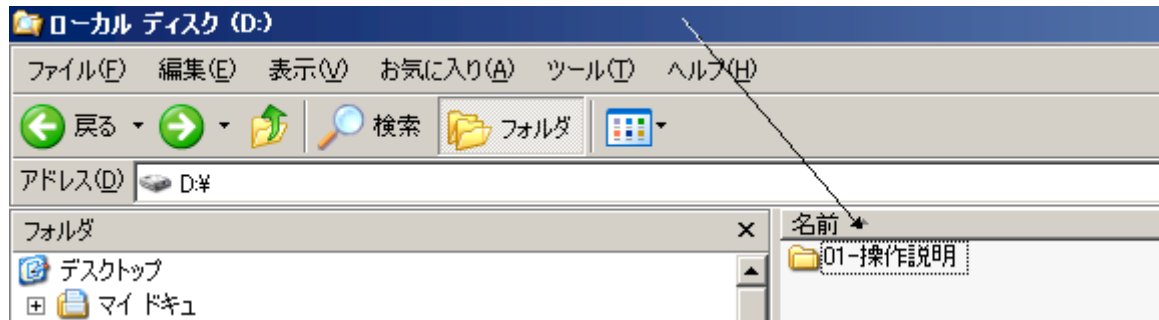 ローカル ディスク (D:)
ファイル(F) 編集(E) 表示(V) お気に入り(A) ツール(T) ヘルプ(H)
戻る 検索 フォルダ
アドレス(D) D:¥
フォルダ × 名前
デスクトップ 01-操作説明
マイ ドキュ